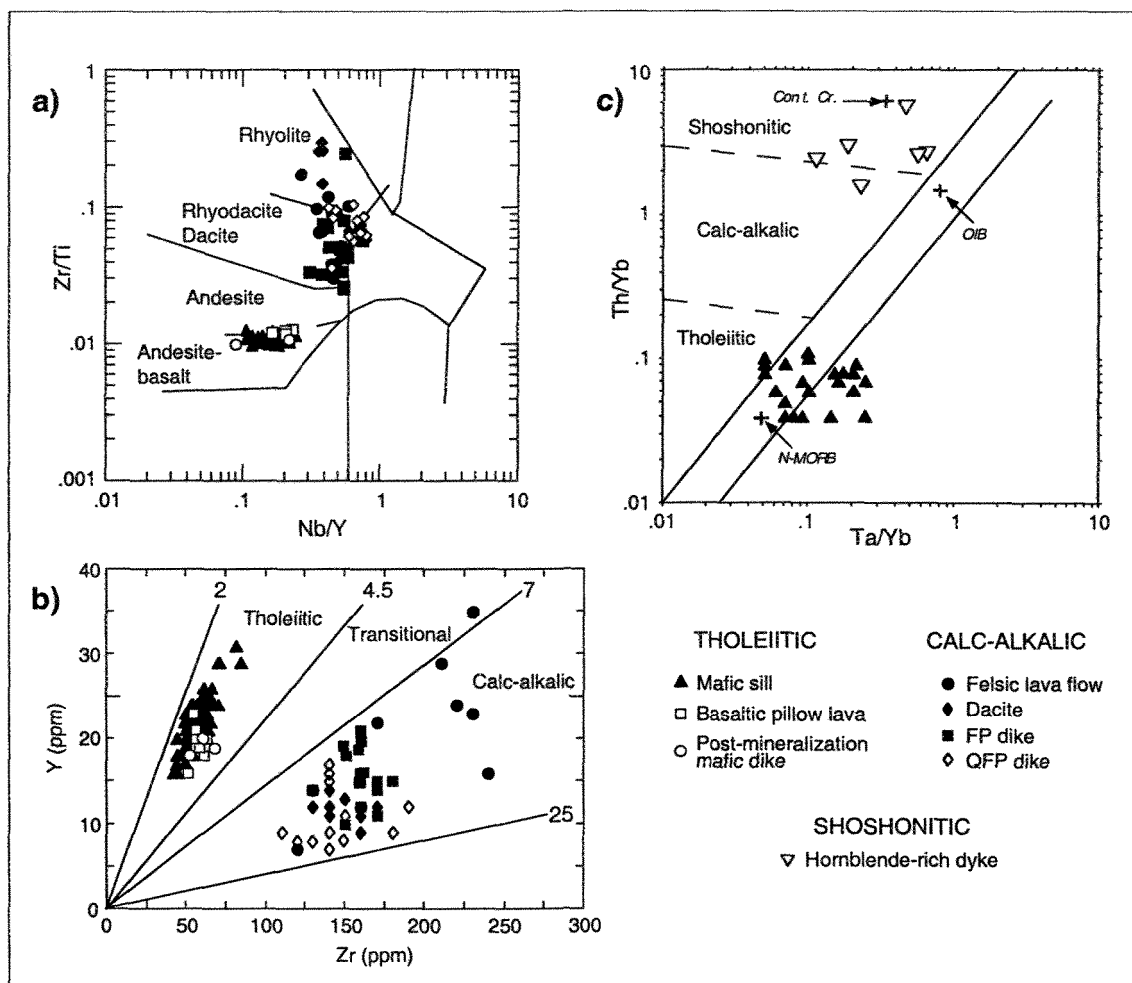 a)
1
.1
.01
.001
Zr/Ti
Rhyolite
Rhyodacite
Dacite
Andesite
Andesite-
basalt
.01
.1
1
10
Nb/Y
c)
10
1
.1
.01
Th/Yb
Cont. Cr.
Shoshonitic
Calc-alkalic
OIB
Tholeiitic
N-MORB
.01
.1
1
10
Ta/Yb
b)
40
30
20
10
0
Y (ppm)
2
4.5
7
25
Tholeiitic
Transitional
Calc-alkalic
0
50
100
150
200
250
300
Zr (ppm)
THOLEIITIC
Mafic sill
Basaltic pillow lava
Post-mineralization
mafic dike
CALC-ALKALIC
Felsic lava flow
Dacite
FP dike
QFP dike
SHOSHONITIC
Hornblende-rich dyke